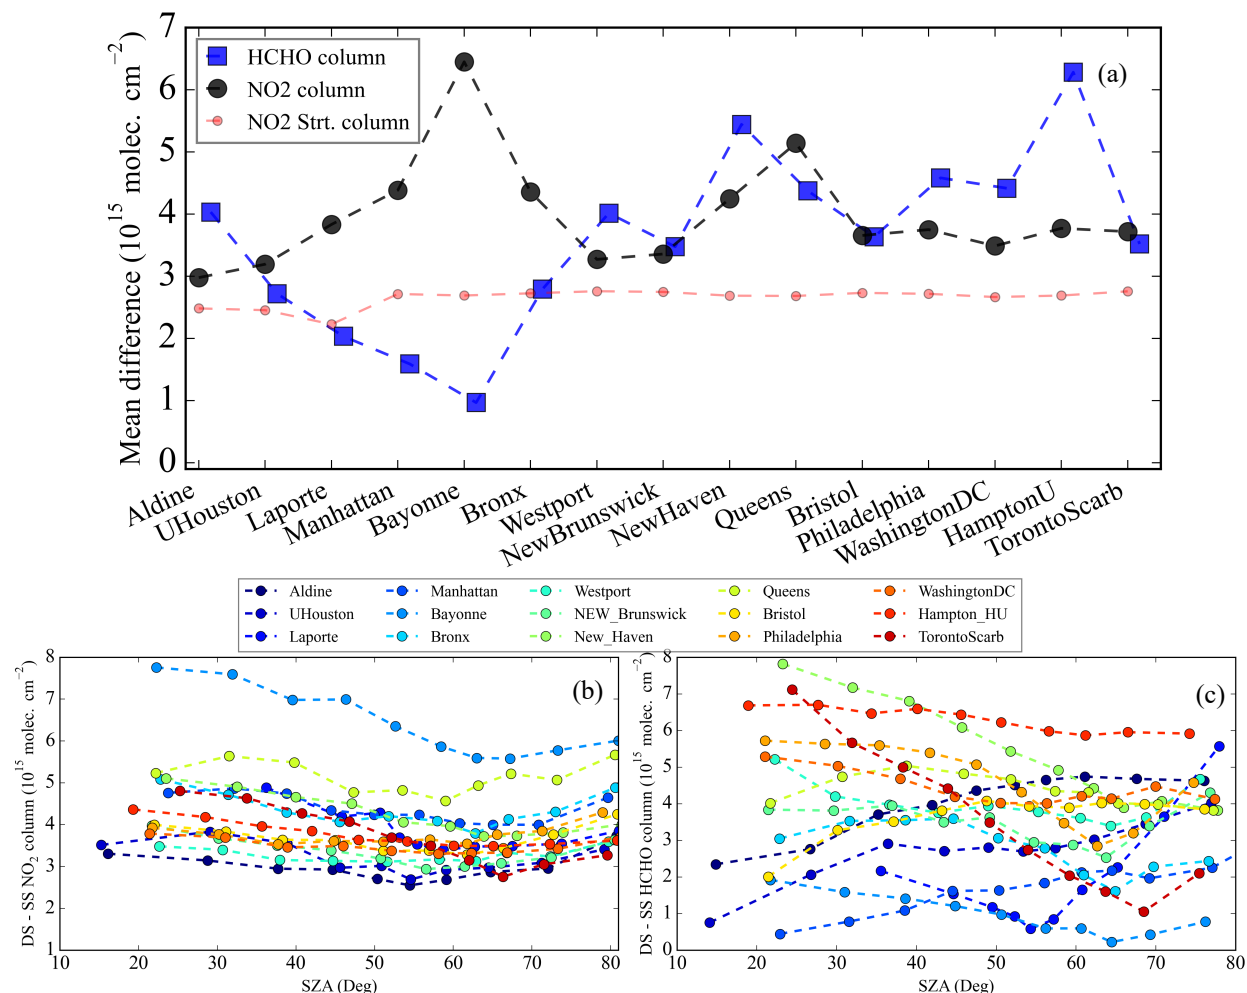 Mean difference (10^15 molec. cm^−2)
7
6
5
4
3
2
1
0
HCHO column
NO2 column
NO2 Strt. column
(a)
Aldine
UHouston
Laporte
Manhattan
Bayonne
Bronx
Westport
NewBrunswick
NewHaven
Queens
Bristol
Philadelphia
WashingtonDC
HamptonU
TorontoScarb
Aldine Manhattan Westport Queens WashingtonDC
UHouston Bayonne NEW_Brunswick Bristol Hampton_HU
Laporte Bronx New_Haven Philadelphia TorontoScarb
DS - SS NO₂ column (10^15 molec. cm^−2)
8
7
6
5
4
3
2
1
(b)
10 20 30 40 50 60 70 80
SZA (Deg)
DS - SS HCHO column (10^15 molec. cm^−2)
8
7
6
5
4
3
2
1
0
(c)
10 20 30 40 50 60 70 80
SZA (Deg)